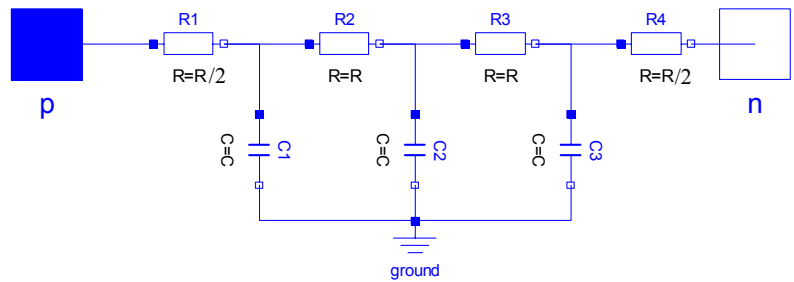 R1 R2 R3 R4
R=R/2 R=R R=R R=R/2
p n
C=C C1 C=C C2 C=C C3
ground